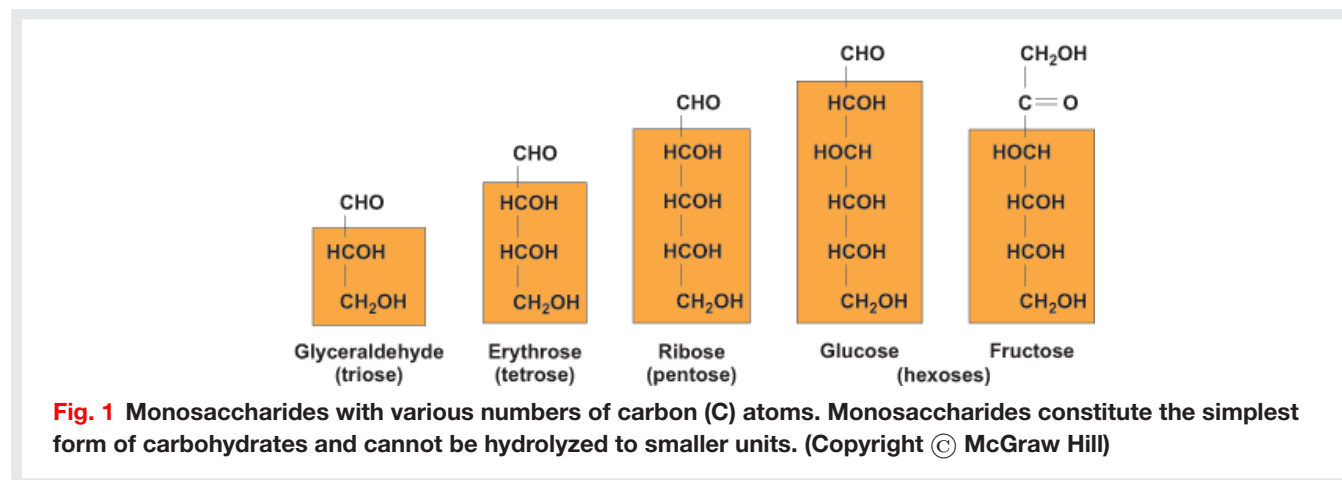 CHO CH₂OH
CHO HCOH C=O
CHO HCOH HOCH HOCH
CHO HCOH HCOH HCOH HCOH
HCOH HCOH HCOH HCOH HCOH
CH₂OH CH₂OH CH₂OH CH₂OH CH₂OH
Glyceraldehyde Erythrose Ribose Glucose Fructose
(triose) (tetrose) (pentose) (hexoses)
Fig. 1 Monosaccharides with various numbers of carbon (C) atoms. Monosaccharides constitute the simplest
form of carbohydrates and cannot be hydrolyzed to smaller units. (Copyright © McGraw Hill)